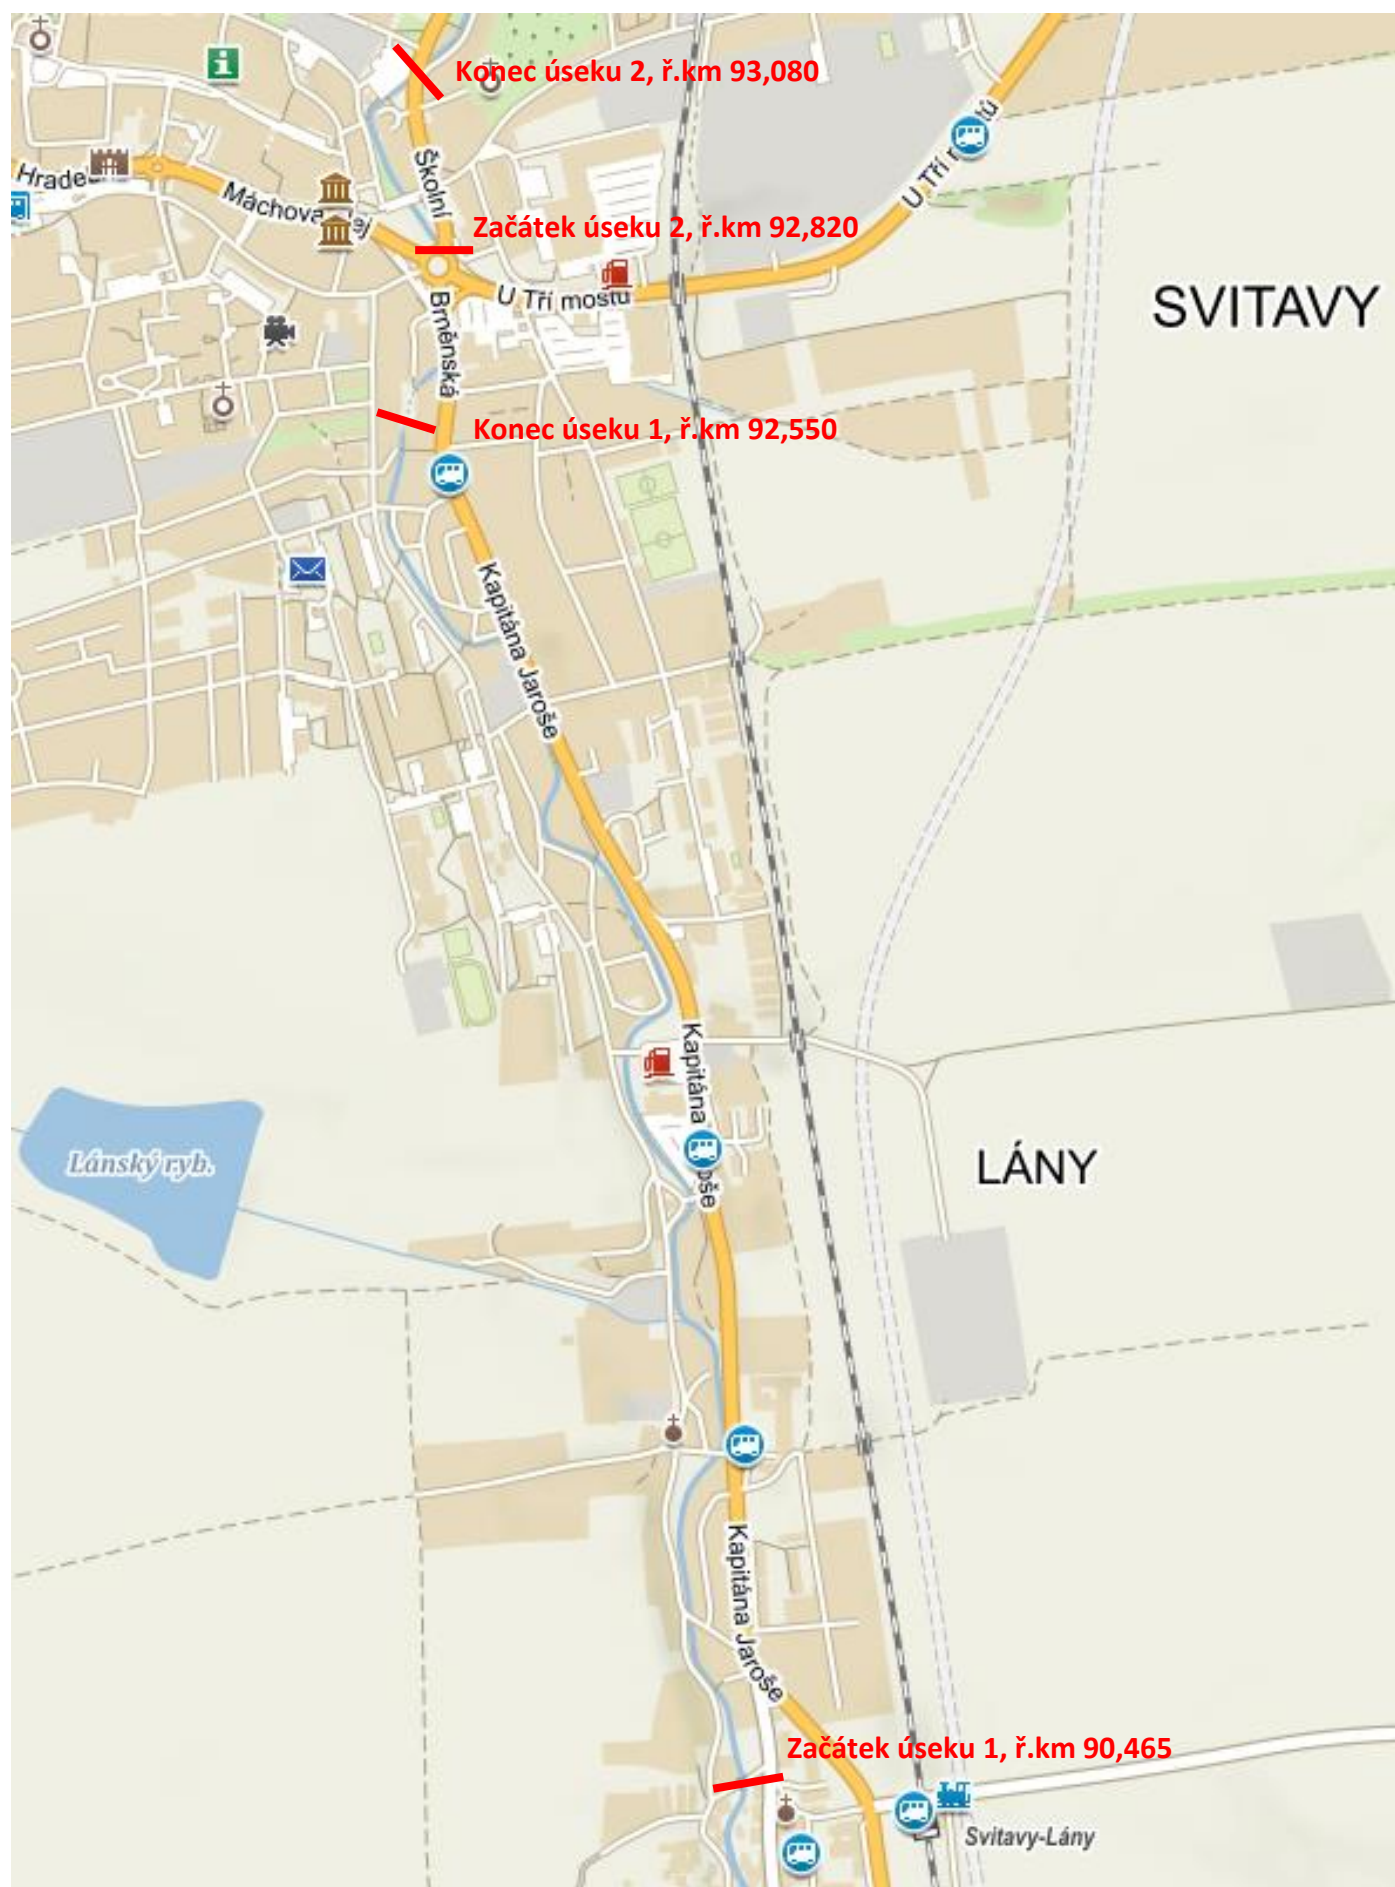 Konec úseku 2, ř.km 93,080
Školní
U Tří
Máchova
Začátek úseku 2, ř.km 92,820
U Tří mostů
SVITAVY
Brněnská
Konec úseku 1, ř.km 92,550
Kapitána Jaroše
Kapitána
Lánský ryb.
LÁNY
Kapitána Jaroše
Začátek úseku 1, ř.km 90,465
Svitavy-Lány